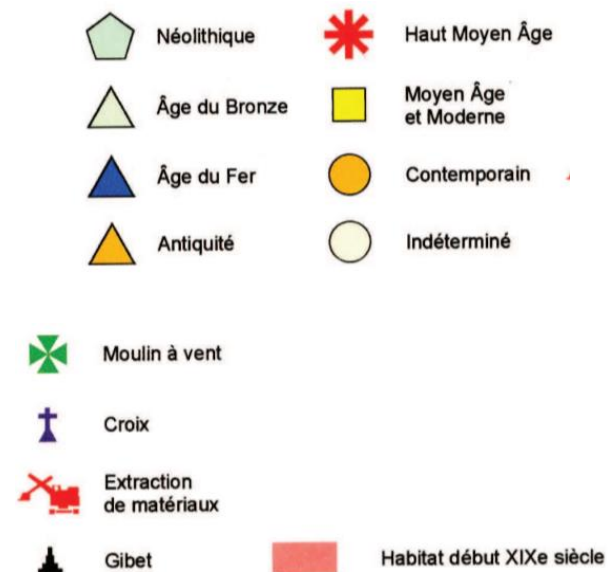 Néolithique
Haut Moyen Âge
Âge du Bronze
Moyen Âge
et Moderne
Âge du Fer
Contemporain
Antiquité
Indéterminé
Moulin à vent
Croix
Extraction
de matériaux
Gibet
Habitat début XIXe siècle